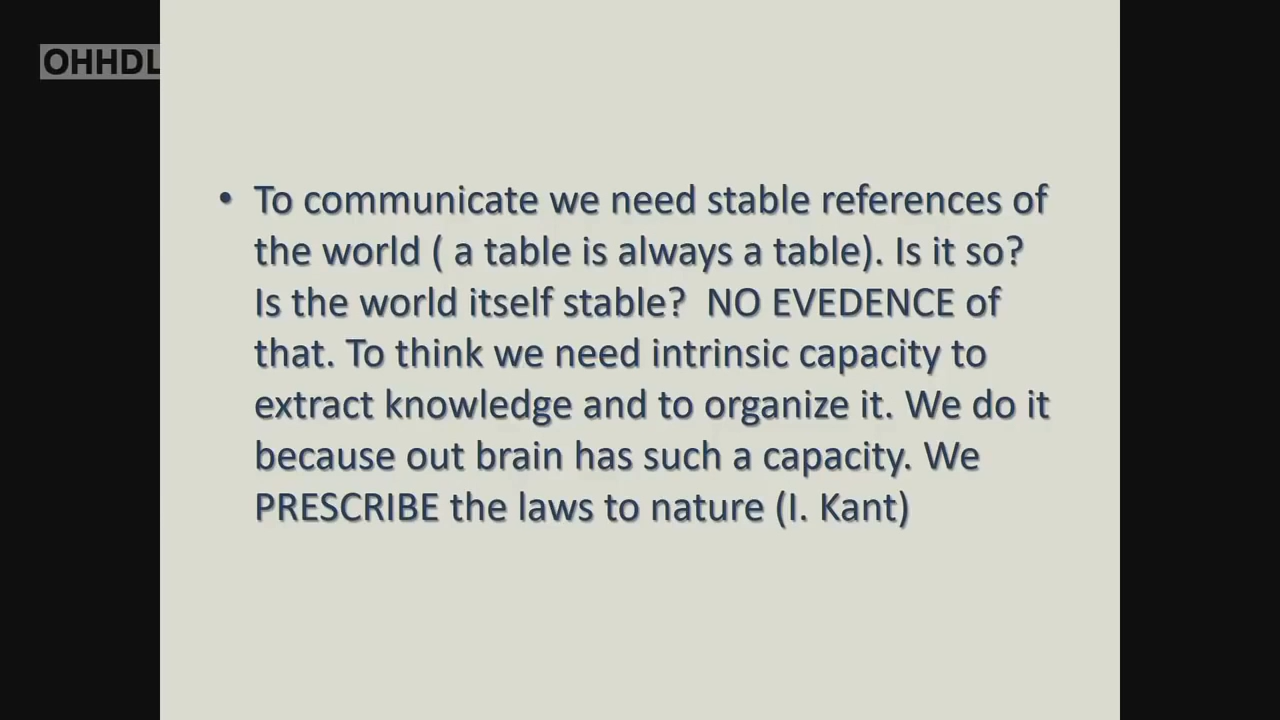 OHHDL
• To communicate we need stable references of
the world ( a table is always a table). Is it so?
Is the world itself stable?  NO EVEDENCE of
that. To think we need intrinsic capacity to
extract knowledge and to organize it. We do it
because out brain has such a capacity. We
PRESCRIBE the laws to nature (I. Kant)